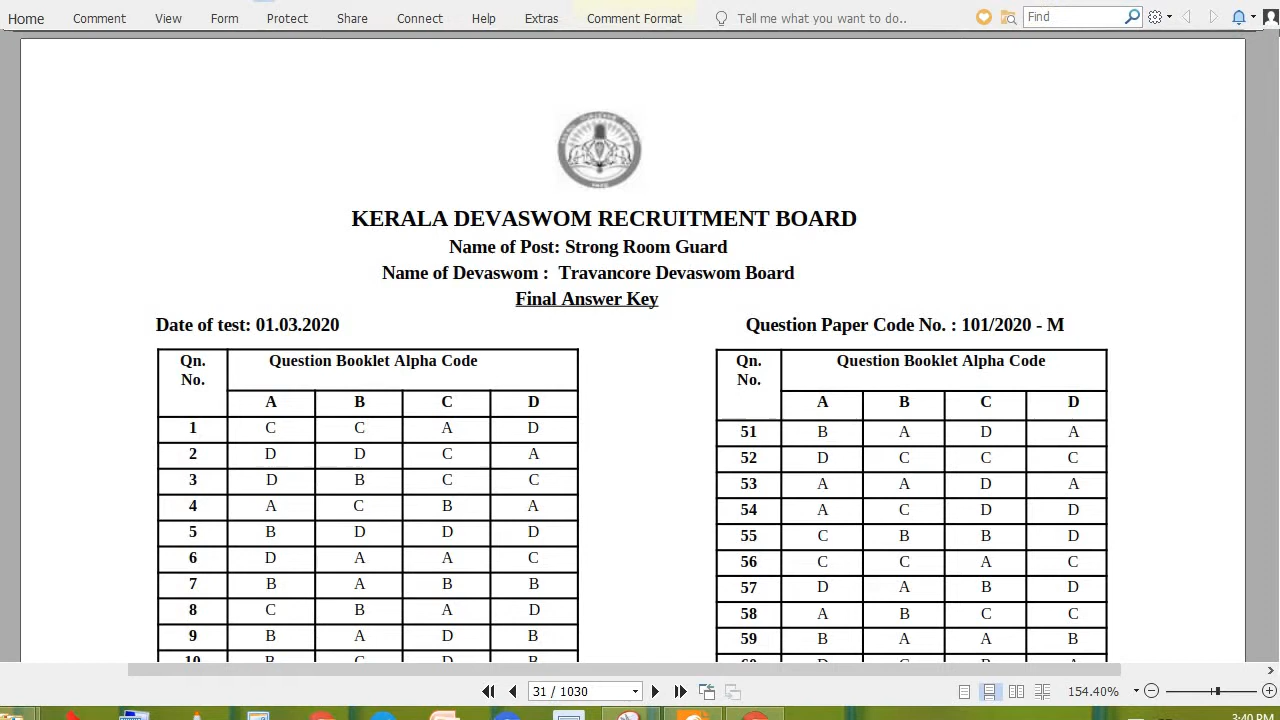 Home Comment View Form Protect Share Connect Help Extras Comment Format Tell me what you want to do.. Find
KERALA DEVASWOM RECRUITMENT BOARD
Name of Post: Strong Room Guard
Name of Devaswom : Travancore Devaswom Board
Final Answer Key
Date of test: 01.03.2020 Question Paper Code No. : 101/2020 - M
Qn. No. Question Booklet Alpha Code
A B C D
1 C C A D
2 D D C A
3 D B C C
4 A C B A
5 B D D D
6 D A A C
7 B A B B
8 C B A D
9 B A D B
10 B C D B
Qn. No. Question Booklet Alpha Code
A B C D
51 B A D A
52 D C C C
53 A A D A
54 A C D D
55 C B B D
56 C C A C
57 D A B D
58 A B C C
59 B A A B
31 / 1030 154.40%
3:40 PM